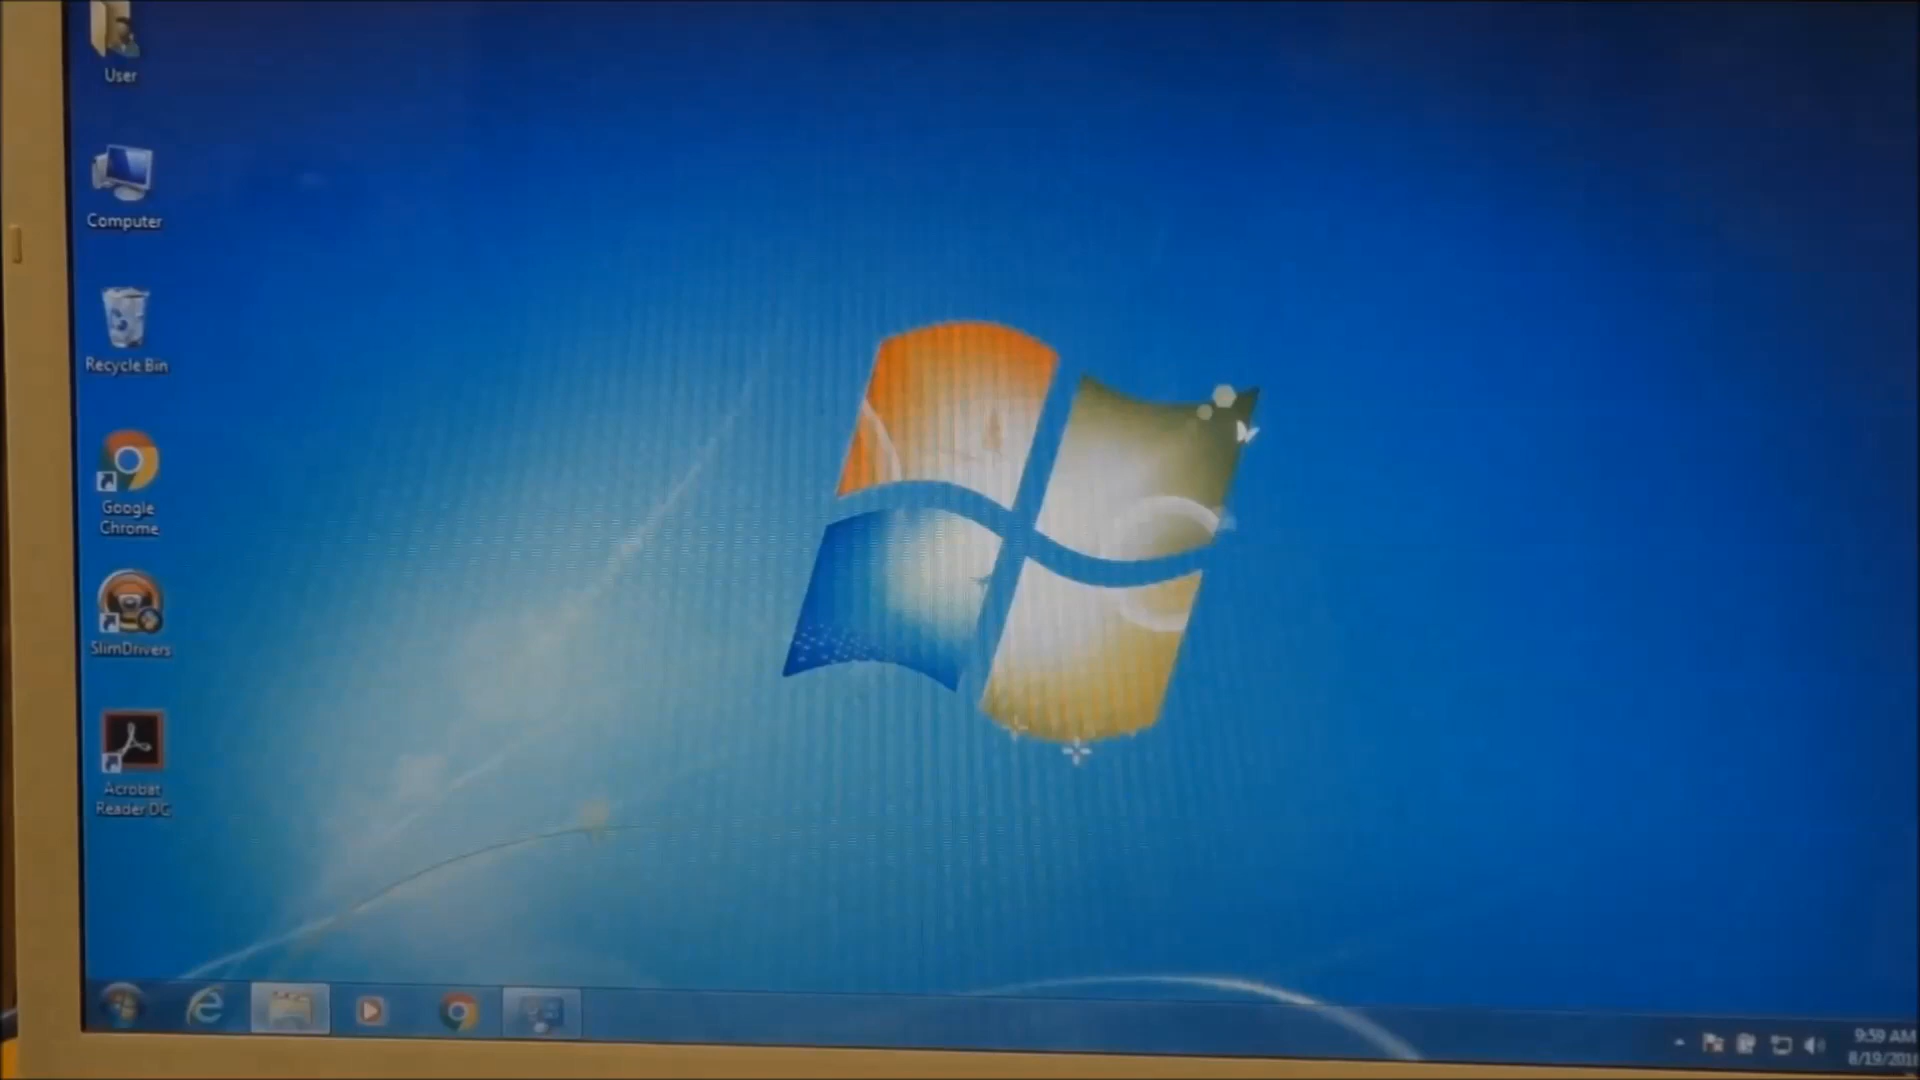 User
Computer
Recycle Bin
Google
Chrome
SlimDrivers
Acrobat
Reader DC
9:59 AM